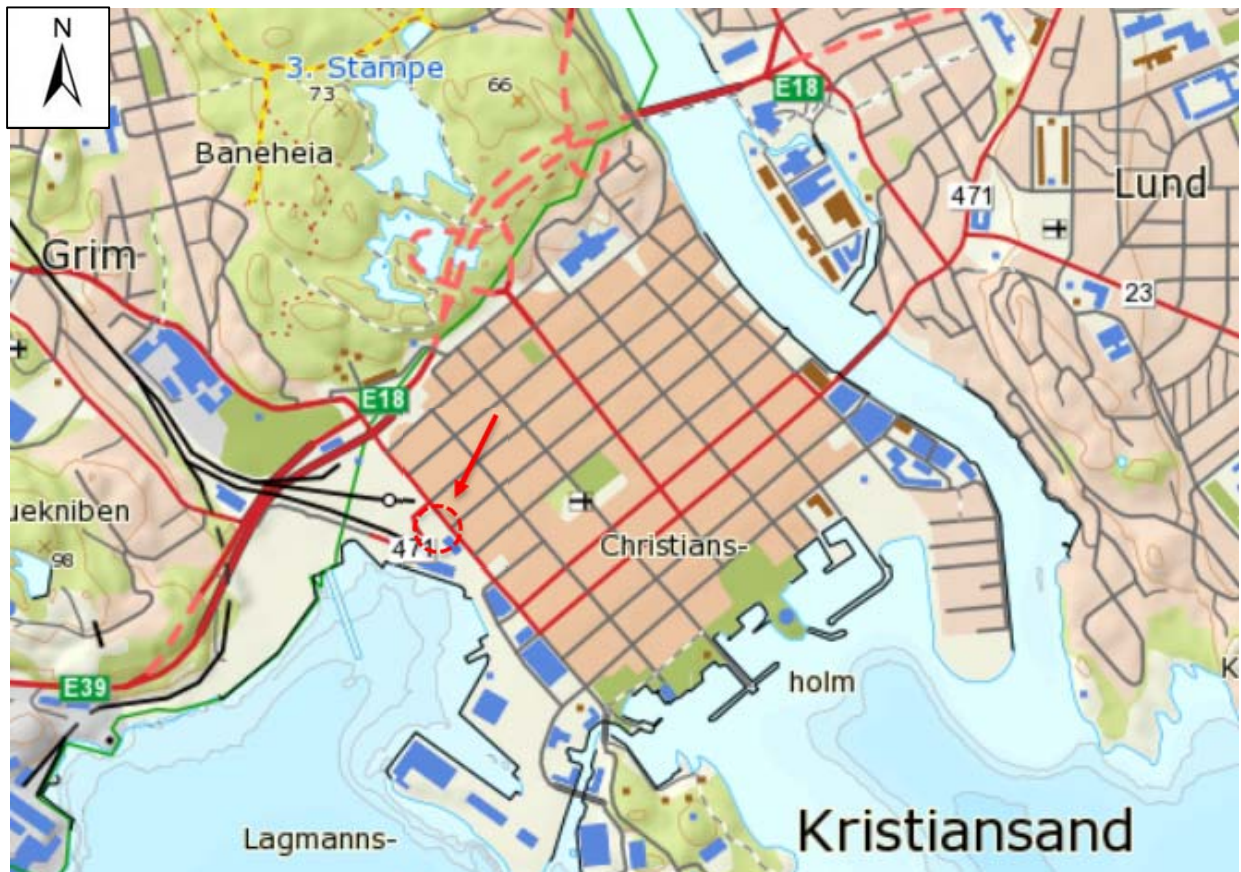 N
3. Stampe
73
66
E18
Baneheia
471
Lund
Grim
23
E18
uekniben
98
471
Christians-
E39
holm
K
Kristiansand
Lagmanns-